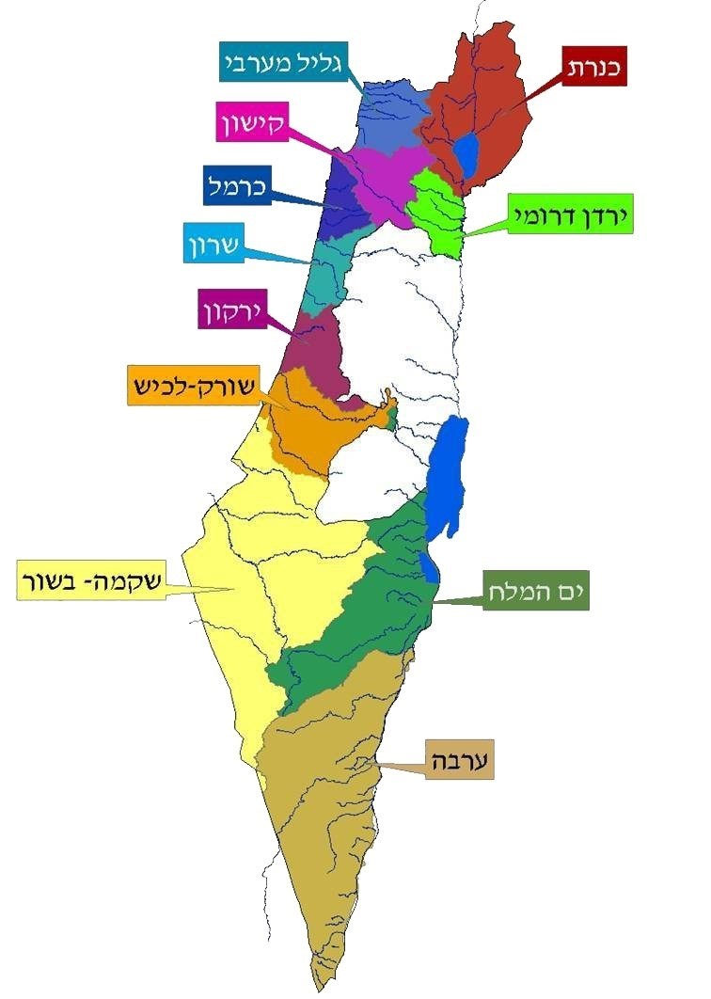 גליל מערבי
כנרת
קישון
כרמל
ירדן דרומי
שרון
ירקון
שורק-לכיש
שקמה- בשור
ים המלח
ערבה